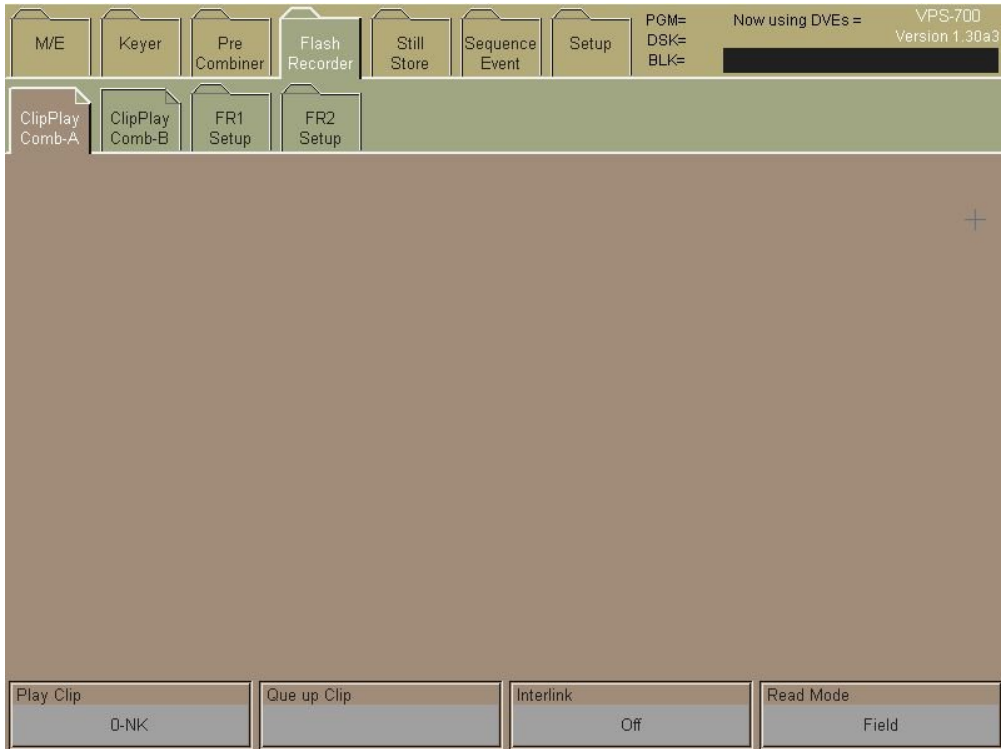 M/E
Keyer
Pre
Combiner
Flash
Recorder
Still
Store
Sequence
Event
Setup
PGM=
DSK=
BLK=
Now using DVEs =
VPS-700
Version 1.30a3
ClipPlay
Comb-A
ClipPlay
Comb-B
FR1
Setup
FR2
Setup
Play Clip
0-NK
Que up Clip
Interlink
Off
Read Mode
Field